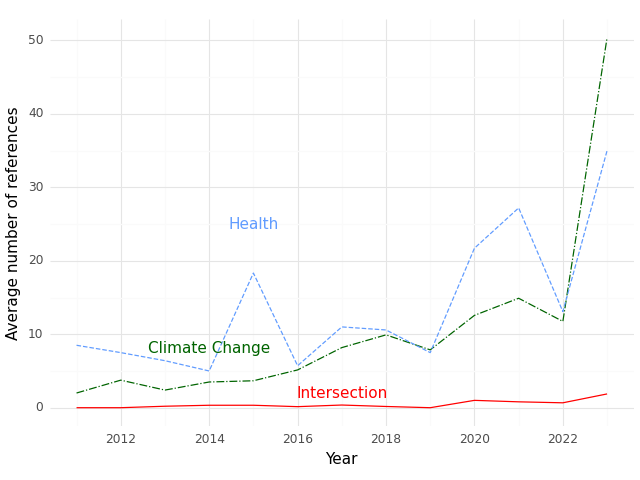 50
40
30
20
10
0
Average number of references
Health
Climate Change
Intersection
2012
2014
2016
2018
2020
2022
Year